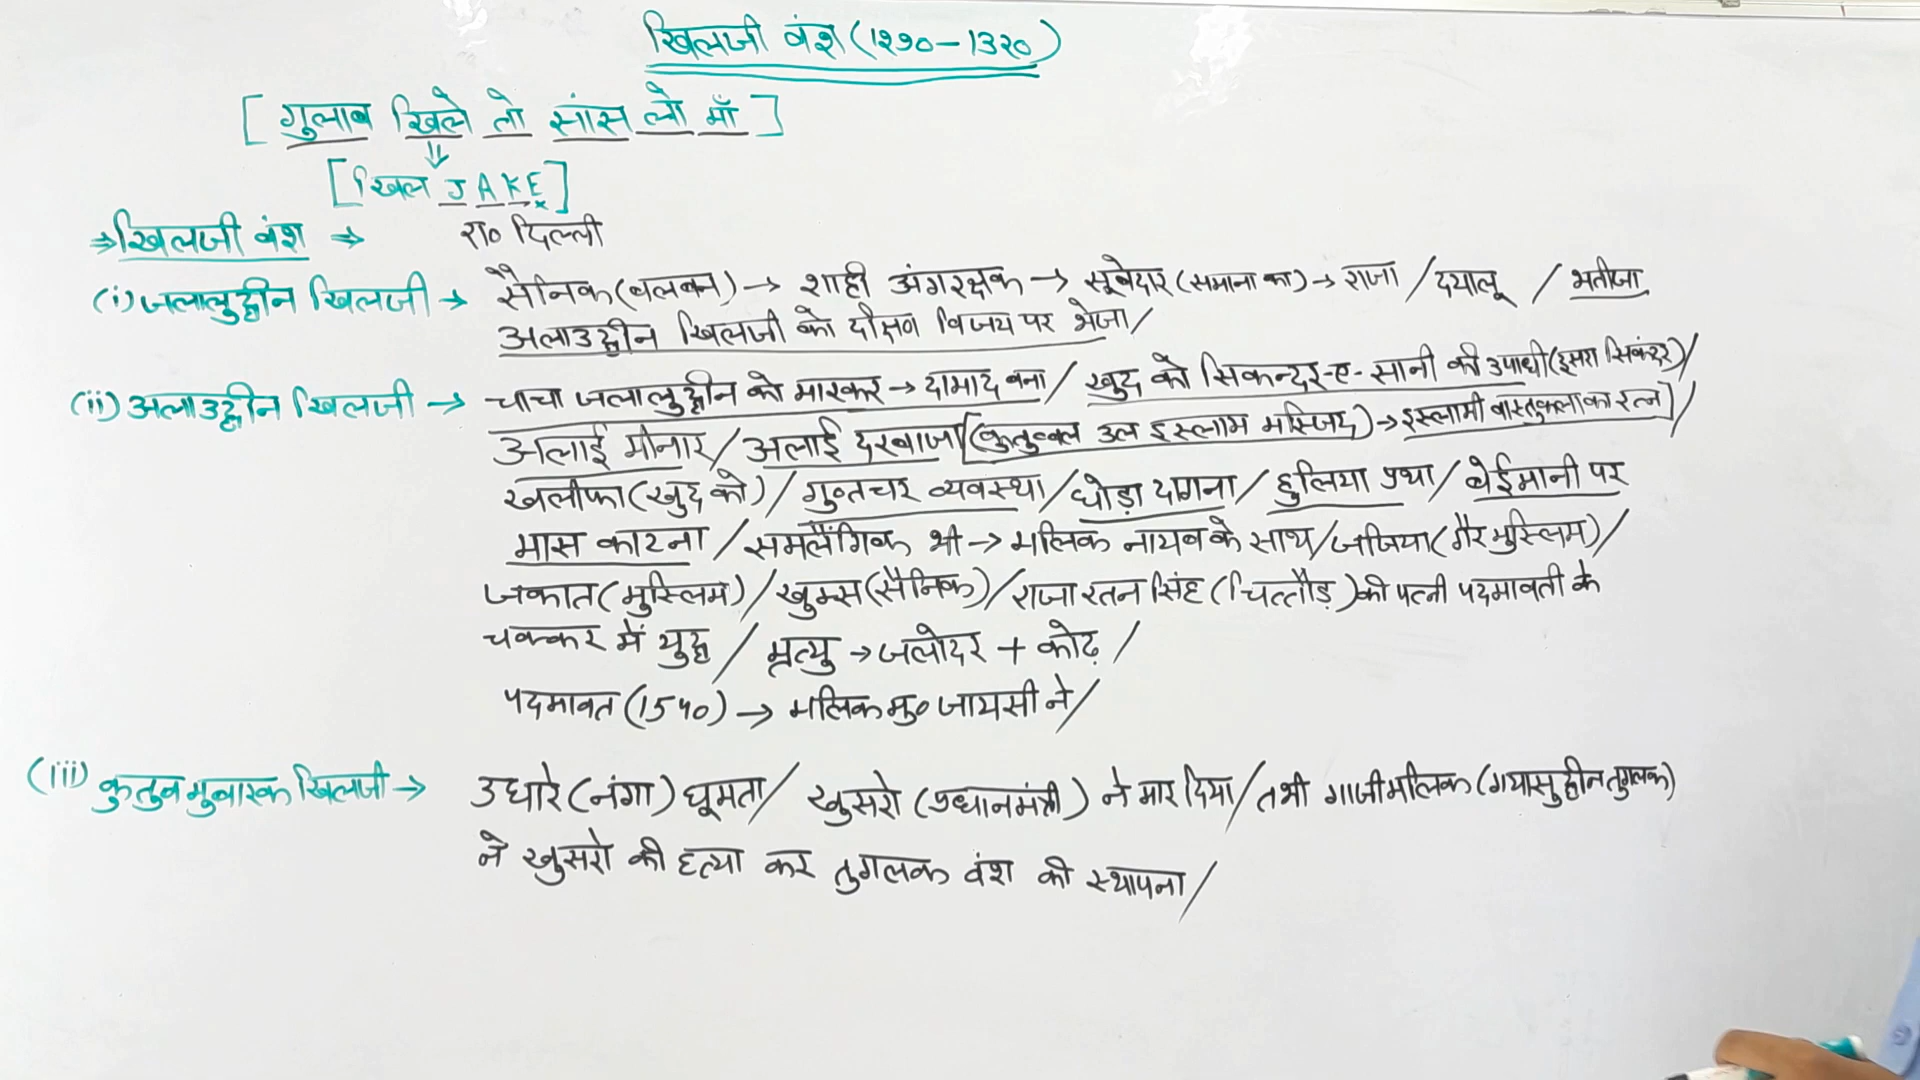 खिलजी वंश (1290-1320)
[ गुलाब खिले तो सांस लो माँ ]
⇓
[ खिल J A K E ]
⇒ खिलजी वंश ⇒ रा० दिल्ली
(i) जलालुद्दीन खिलजी → सैनिक (बलबन) → शाही अंगरक्षक → सूबेदार (समाना का) → राजा / दयालू / भतीजा
अलाउद्दीन खिलजी को दक्षिण विजय पर भेजा /
(ii) अलाउद्दीन खिलजी → चाचा जलालुद्दीन को मारकर → दामाद बना / खुद को सिकन्दर-ए-सानी की उपाधी (दूसरा सिकंदर) /
अलाई मीनार / अलाई दरवाजा [(कुतुब्बल उल इस्लाम मस्जिद) → इस्लामी वास्तुकला का रत्न] /
खलीफा (खुद को) / गुप्तचर व्यवस्था / घोड़ा दागना / हुलिया प्रथा / बेईमानी पर
मास काटना / समलैंगिक भी → मलिक नायब के साथ / जजिया (गैर मुस्लिम) /
जकात (मुस्लिम) / खुम्स (सैनिक) / राजा रतन सिंह (चित्तौड़) की पत्नी पदमावती के
चक्कर में युद्ध / मृत्यु → जलोदर + कोढ़ /
पदमावत (1540) → मलिक मु० जायसी ने /
(iii) कुतुब मुबारक खिलजी → उघारे (नंगा) घूमता / खुसरो (प्रधानमंत्री) ने मार दिया / तभी गाजी मलिक (गयासुद्दीन तुगलक)
ने खुसरो की हत्या कर तुगलक वंश की स्थापना /